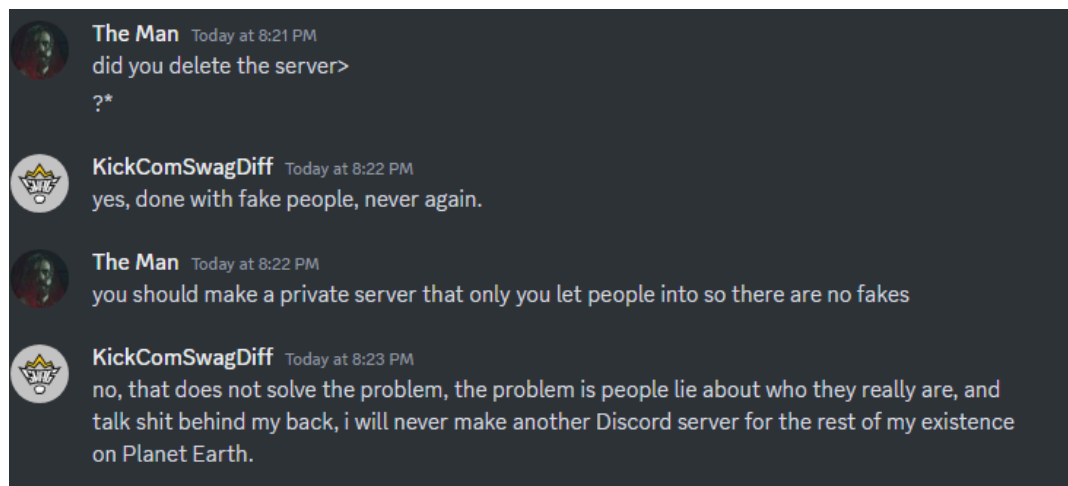 The Man Today at 8:21 PM
did you delete the server>
?*
KickComSwagDiff Today at 8:22 PM
yes, done with fake people, never again.
The Man Today at 8:22 PM
you should make a private server that only you let people into so there are no fakes
KickComSwagDiff Today at 8:23 PM
no, that does not solve the problem, the problem is people lie about who they really are, and
talk shit behind my back, i will never make another Discord server for the rest of my existence
on Planet Earth.